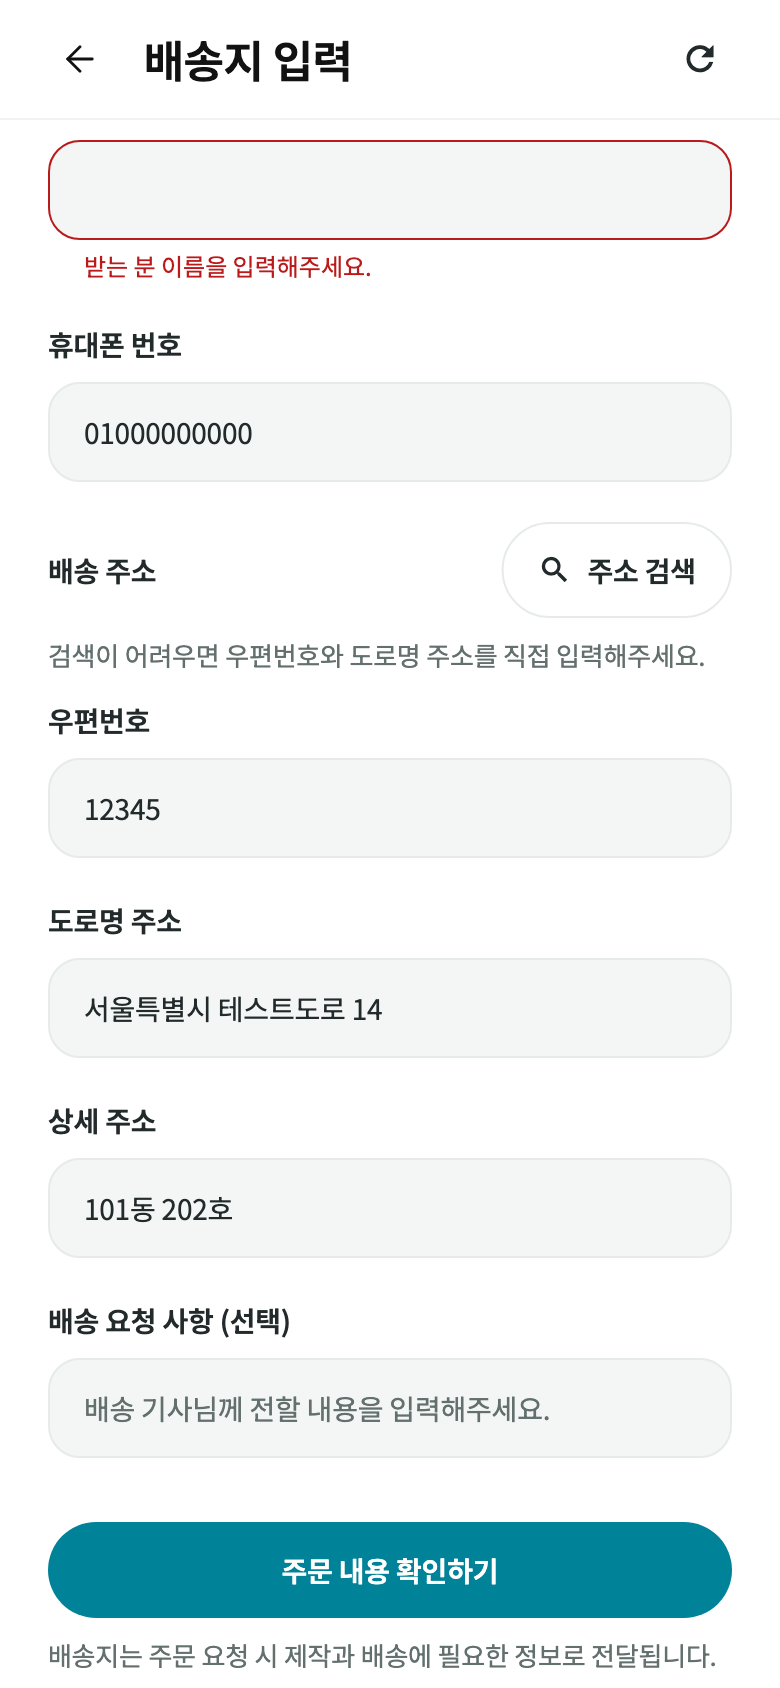 배송지 입력
받는 분 이름을 입력해주세요.
휴대폰 번호
01000000000
배송 주소
주소 검색
검색이 어려우면 우편번호와 도로명 주소를 직접 입력해주세요.
우편번호
12345
도로명 주소
서울특별시 테스트도로 14
상세 주소
101동 202호
배송 요청 사항 (선택)
배송 기사님께 전할 내용을 입력해주세요.
주문 내용 확인하기
배송지는 주문 요청 시 제작과 배송에 필요한 정보로 전달됩니다.